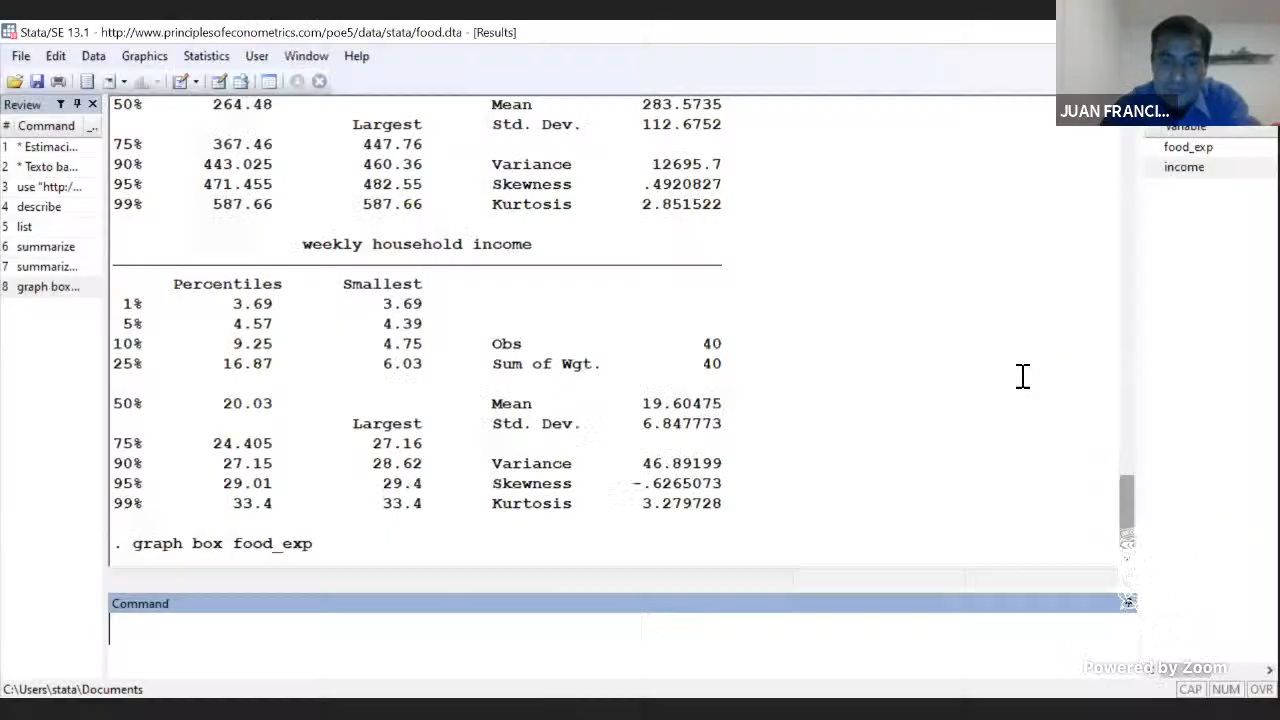 Stata/SE 13.1 - http://www.principlesofeconometrics.com/poe5/data/stata/food.dta - [Results]
File Edit Data Graphics Statistics User Window Help
Review
# Command
1 * Estimaci...
2 * Texto ba...
3 use "http:/...
4 describe
5 list
6 summarize
7 summariz...
8 graph box...
50% 264.48 Mean 283.5735
Largest Std. Dev. 112.6752
75% 367.46 447.76
90% 443.025 460.36 Variance 12695.7
95% 471.455 482.55 Skewness .4920827
99% 587.66 587.66 Kurtosis 2.851522
weekly household income
Percentiles Smallest
1% 3.69 3.69
5% 4.57 4.39
10% 9.25 4.75 Obs 40
25% 16.87 6.03 Sum of Wgt. 40
50% 20.03 Mean 19.60475
Largest Std. Dev. 6.847773
75% 24.405 27.16
90% 27.15 28.62 Variance 46.89199
95% 29.01 29.4 Skewness -.6265073
99% 33.4 33.4 Kurtosis 3.279728
. graph box food_exp
Command
JUAN FRANCI...
Variable
food_exp
income
Powered by Zoom
C:\Users\stata\Documents
CAP NUM OVR